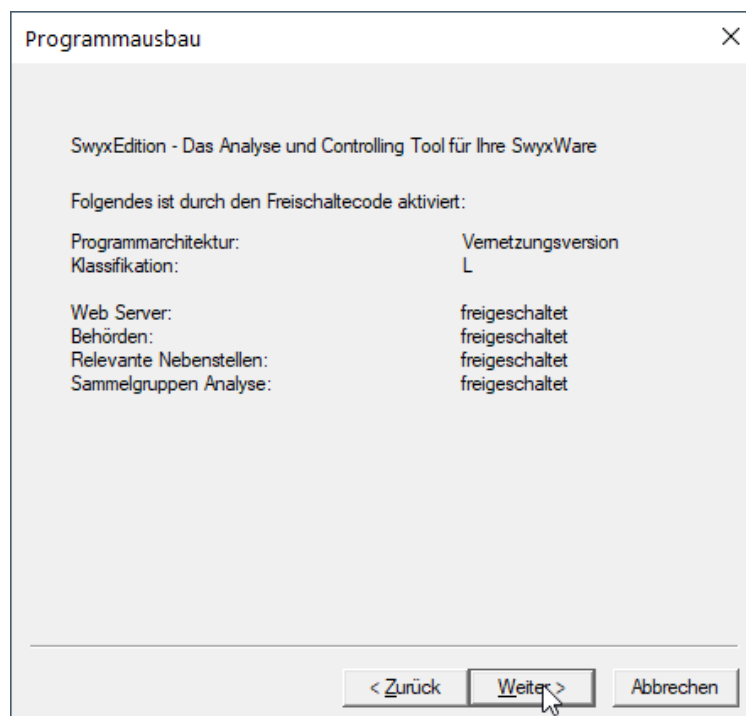 Programmausbau
SwyxEdition - Das Analyse und Controlling Tool für Ihre SwyxWare
Folgendes ist durch den Freischaltecode aktiviert:
Programmarchitektur: Vernetzungsversion
Klassifikation: L
Web Server: freigeschaltet
Behörden: freigeschaltet
Relevante Nebenstellen: freigeschaltet
Sammelgruppen Analyse: freigeschaltet
< Zurück Weiter > Abbrechen